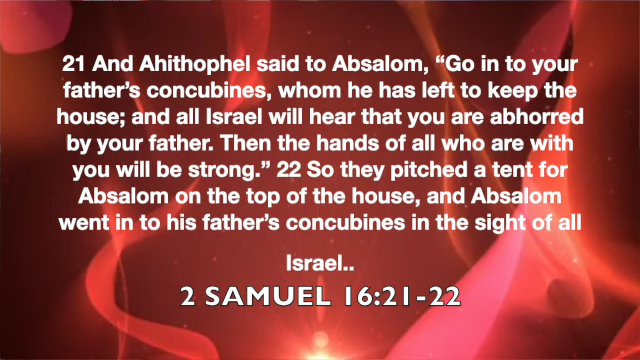 21 And Ahithophel said to Absalom, “Go in to your
father’s concubines, whom he has left to keep the
house; and all Israel will hear that you are abhorred
by your father. Then the hands of all who are with
you will be strong.” 22 So they pitched a tent for
Absalom on the top of the house, and Absalom
went in to his father’s concubines in the sight of all
Israel..
2 SAMUEL 16:21-22